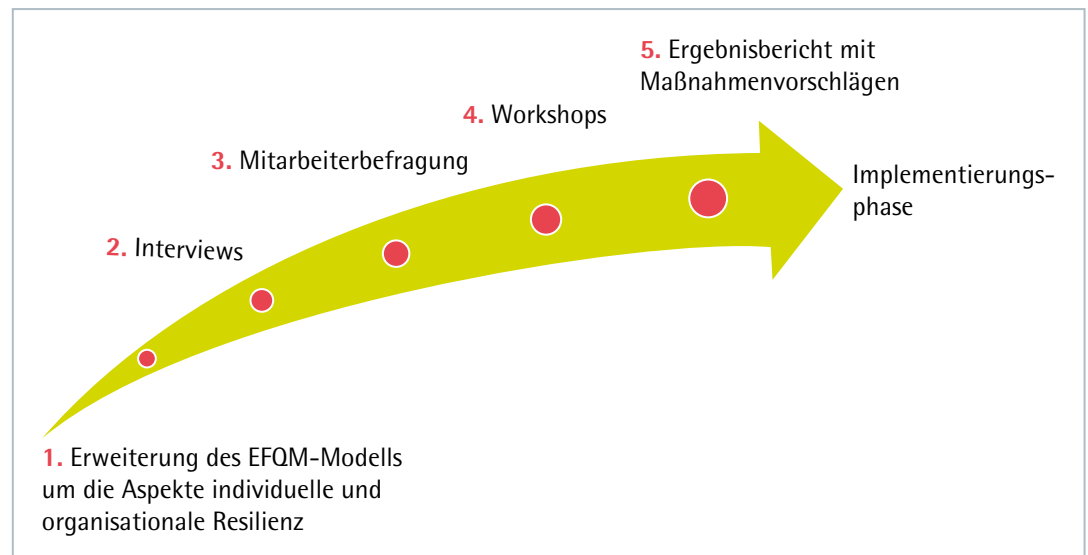 1. Erweiterung des EFQM-Modells
um die Aspekte individuelle und
organisationale Resilienz
2. Interviews
3. Mitarbeiterbefragung
4. Workshops
5. Ergebnisbericht mit
Maßnahmenvorschlägen
Implementierungs-
phase